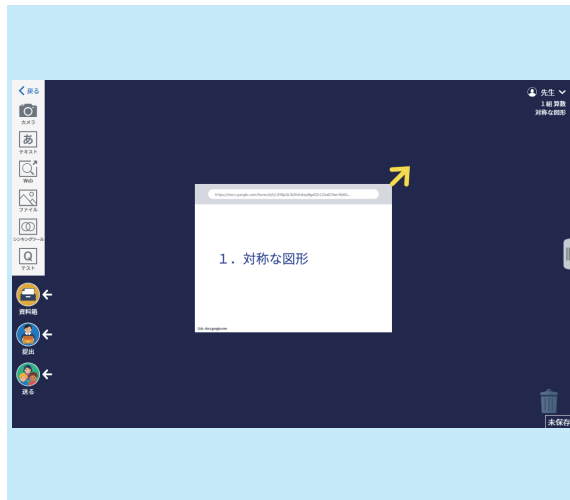 戻る
カメラ
あ
テキスト
Web
ファイル
シンキングツール
Q
テスト
資料箱
提出
送る
先生
1組 算数
対称な図形
1. 対称な図形
未保存